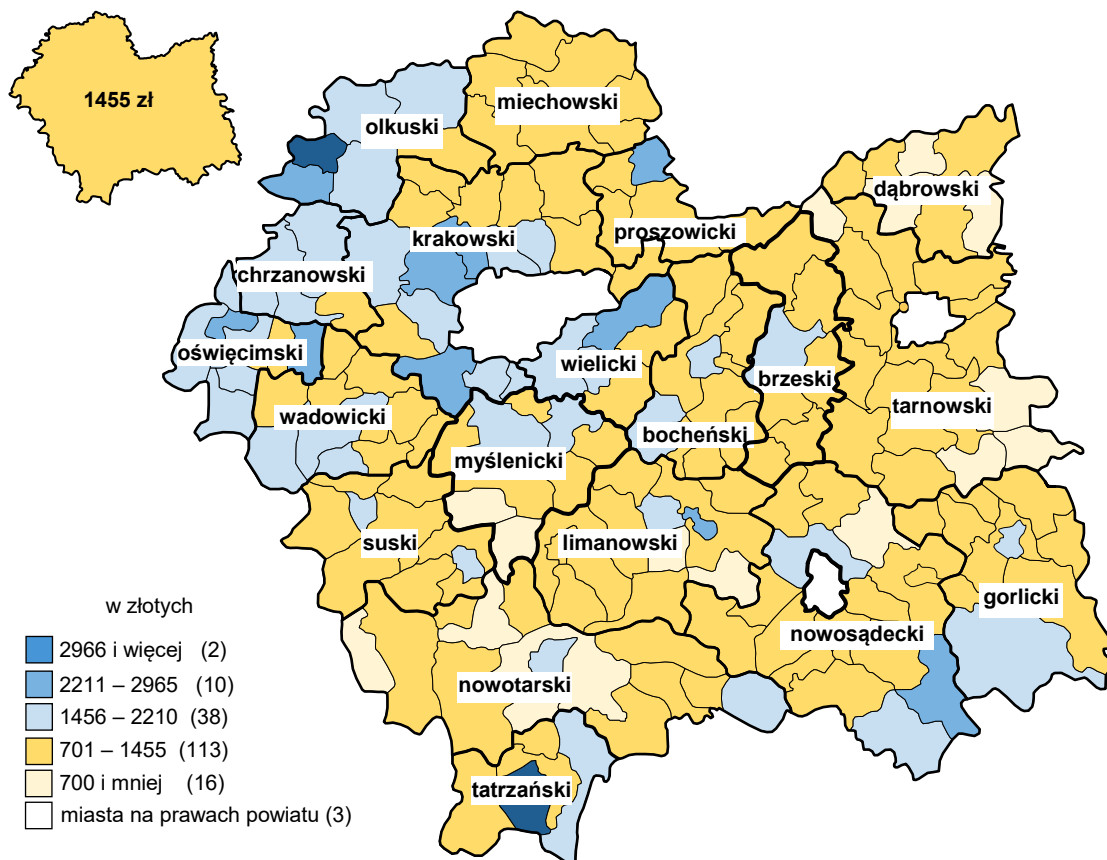 1455 zł
miechowski
olkuski
dąbrowski
krakowski
proszowicki
chrzanowski
oświęcimski
wielicki
brzeski
wadowicki
tarnowski
bocheński
myślenicki
suski
limanowski
gorlicki
nowosądecki
nowotarski
tatrzański
w złotych
2966 i więcej (2)
2211 – 2965 (10)
1456 – 2210 (38)
701 – 1455 (113)
700 i mniej (16)
miasta na prawach powiatu (3)